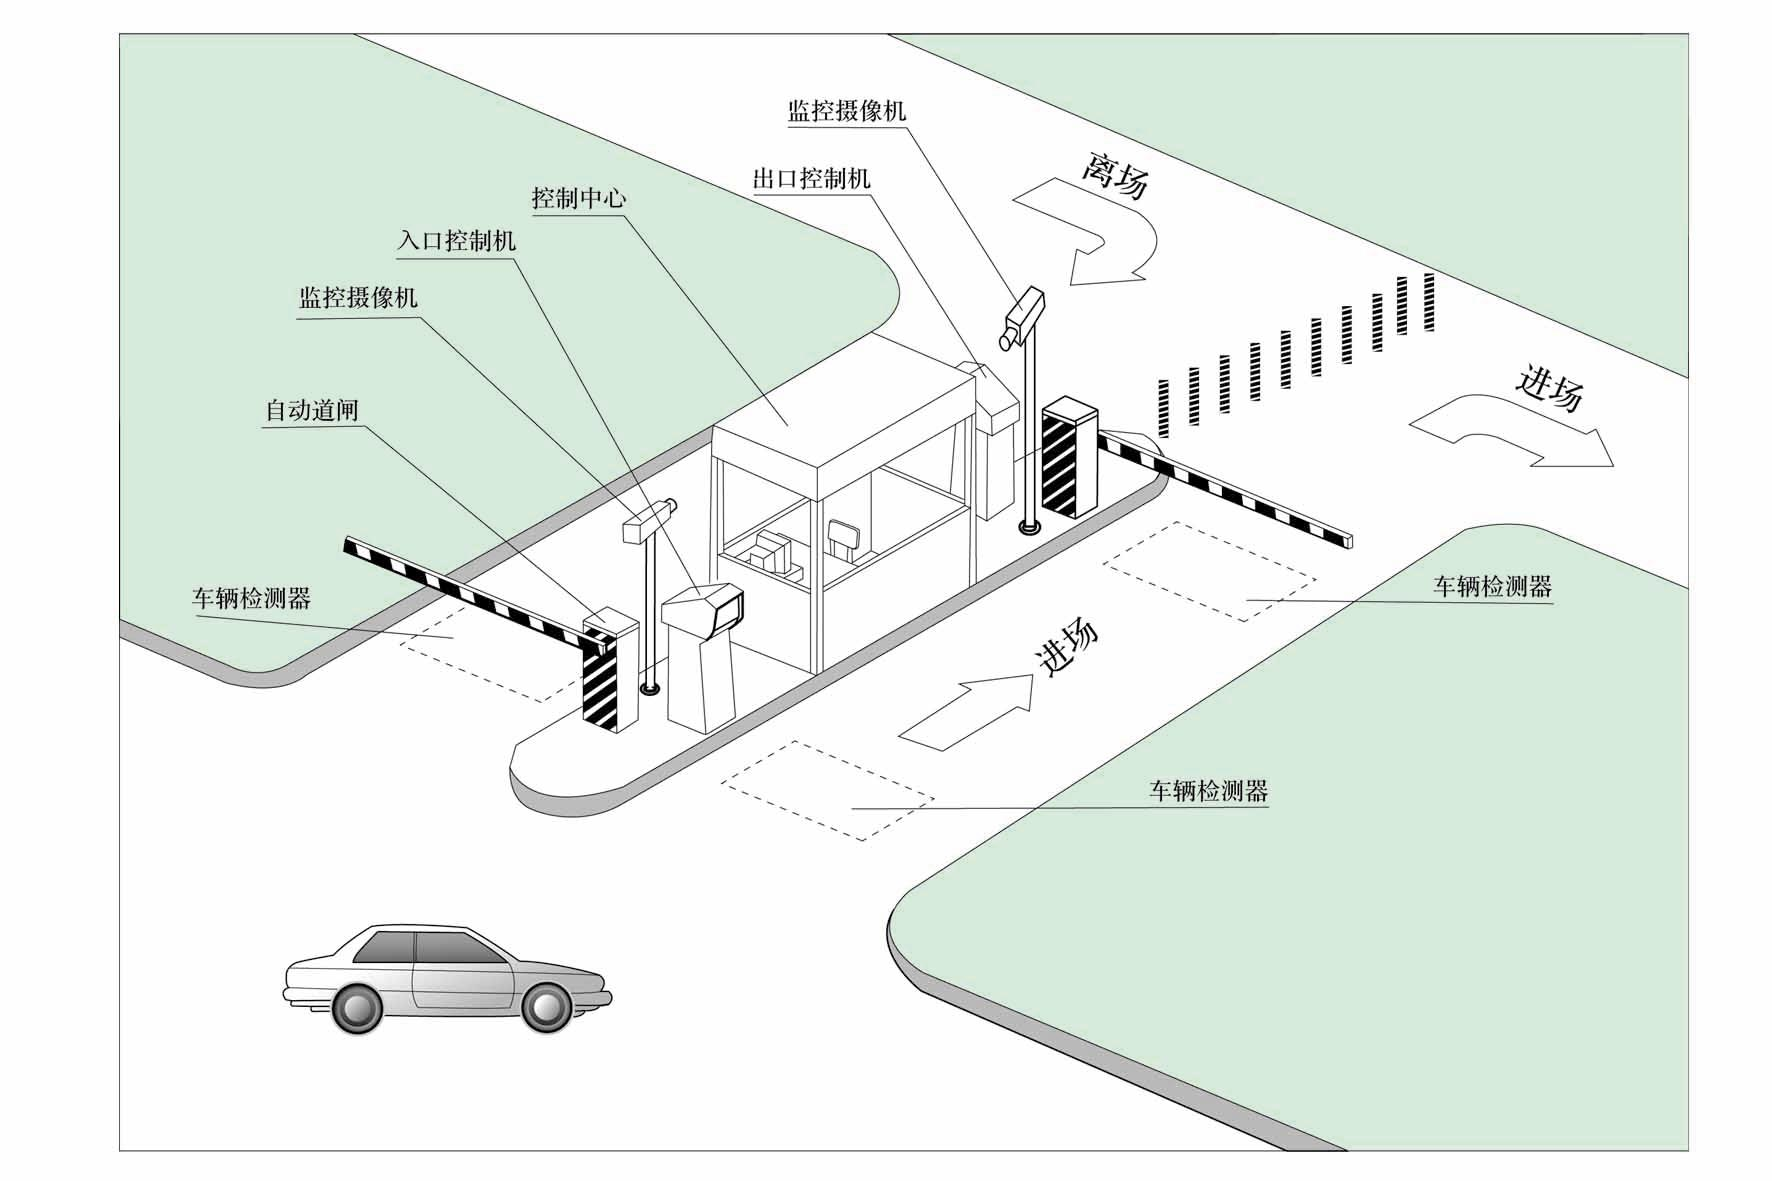 监控摄像机
离场
出口控制机
控制中心
入口控制机
监控摄像机
进场
自动道闸
车辆检测器
车辆检测器
进场
车辆检测器